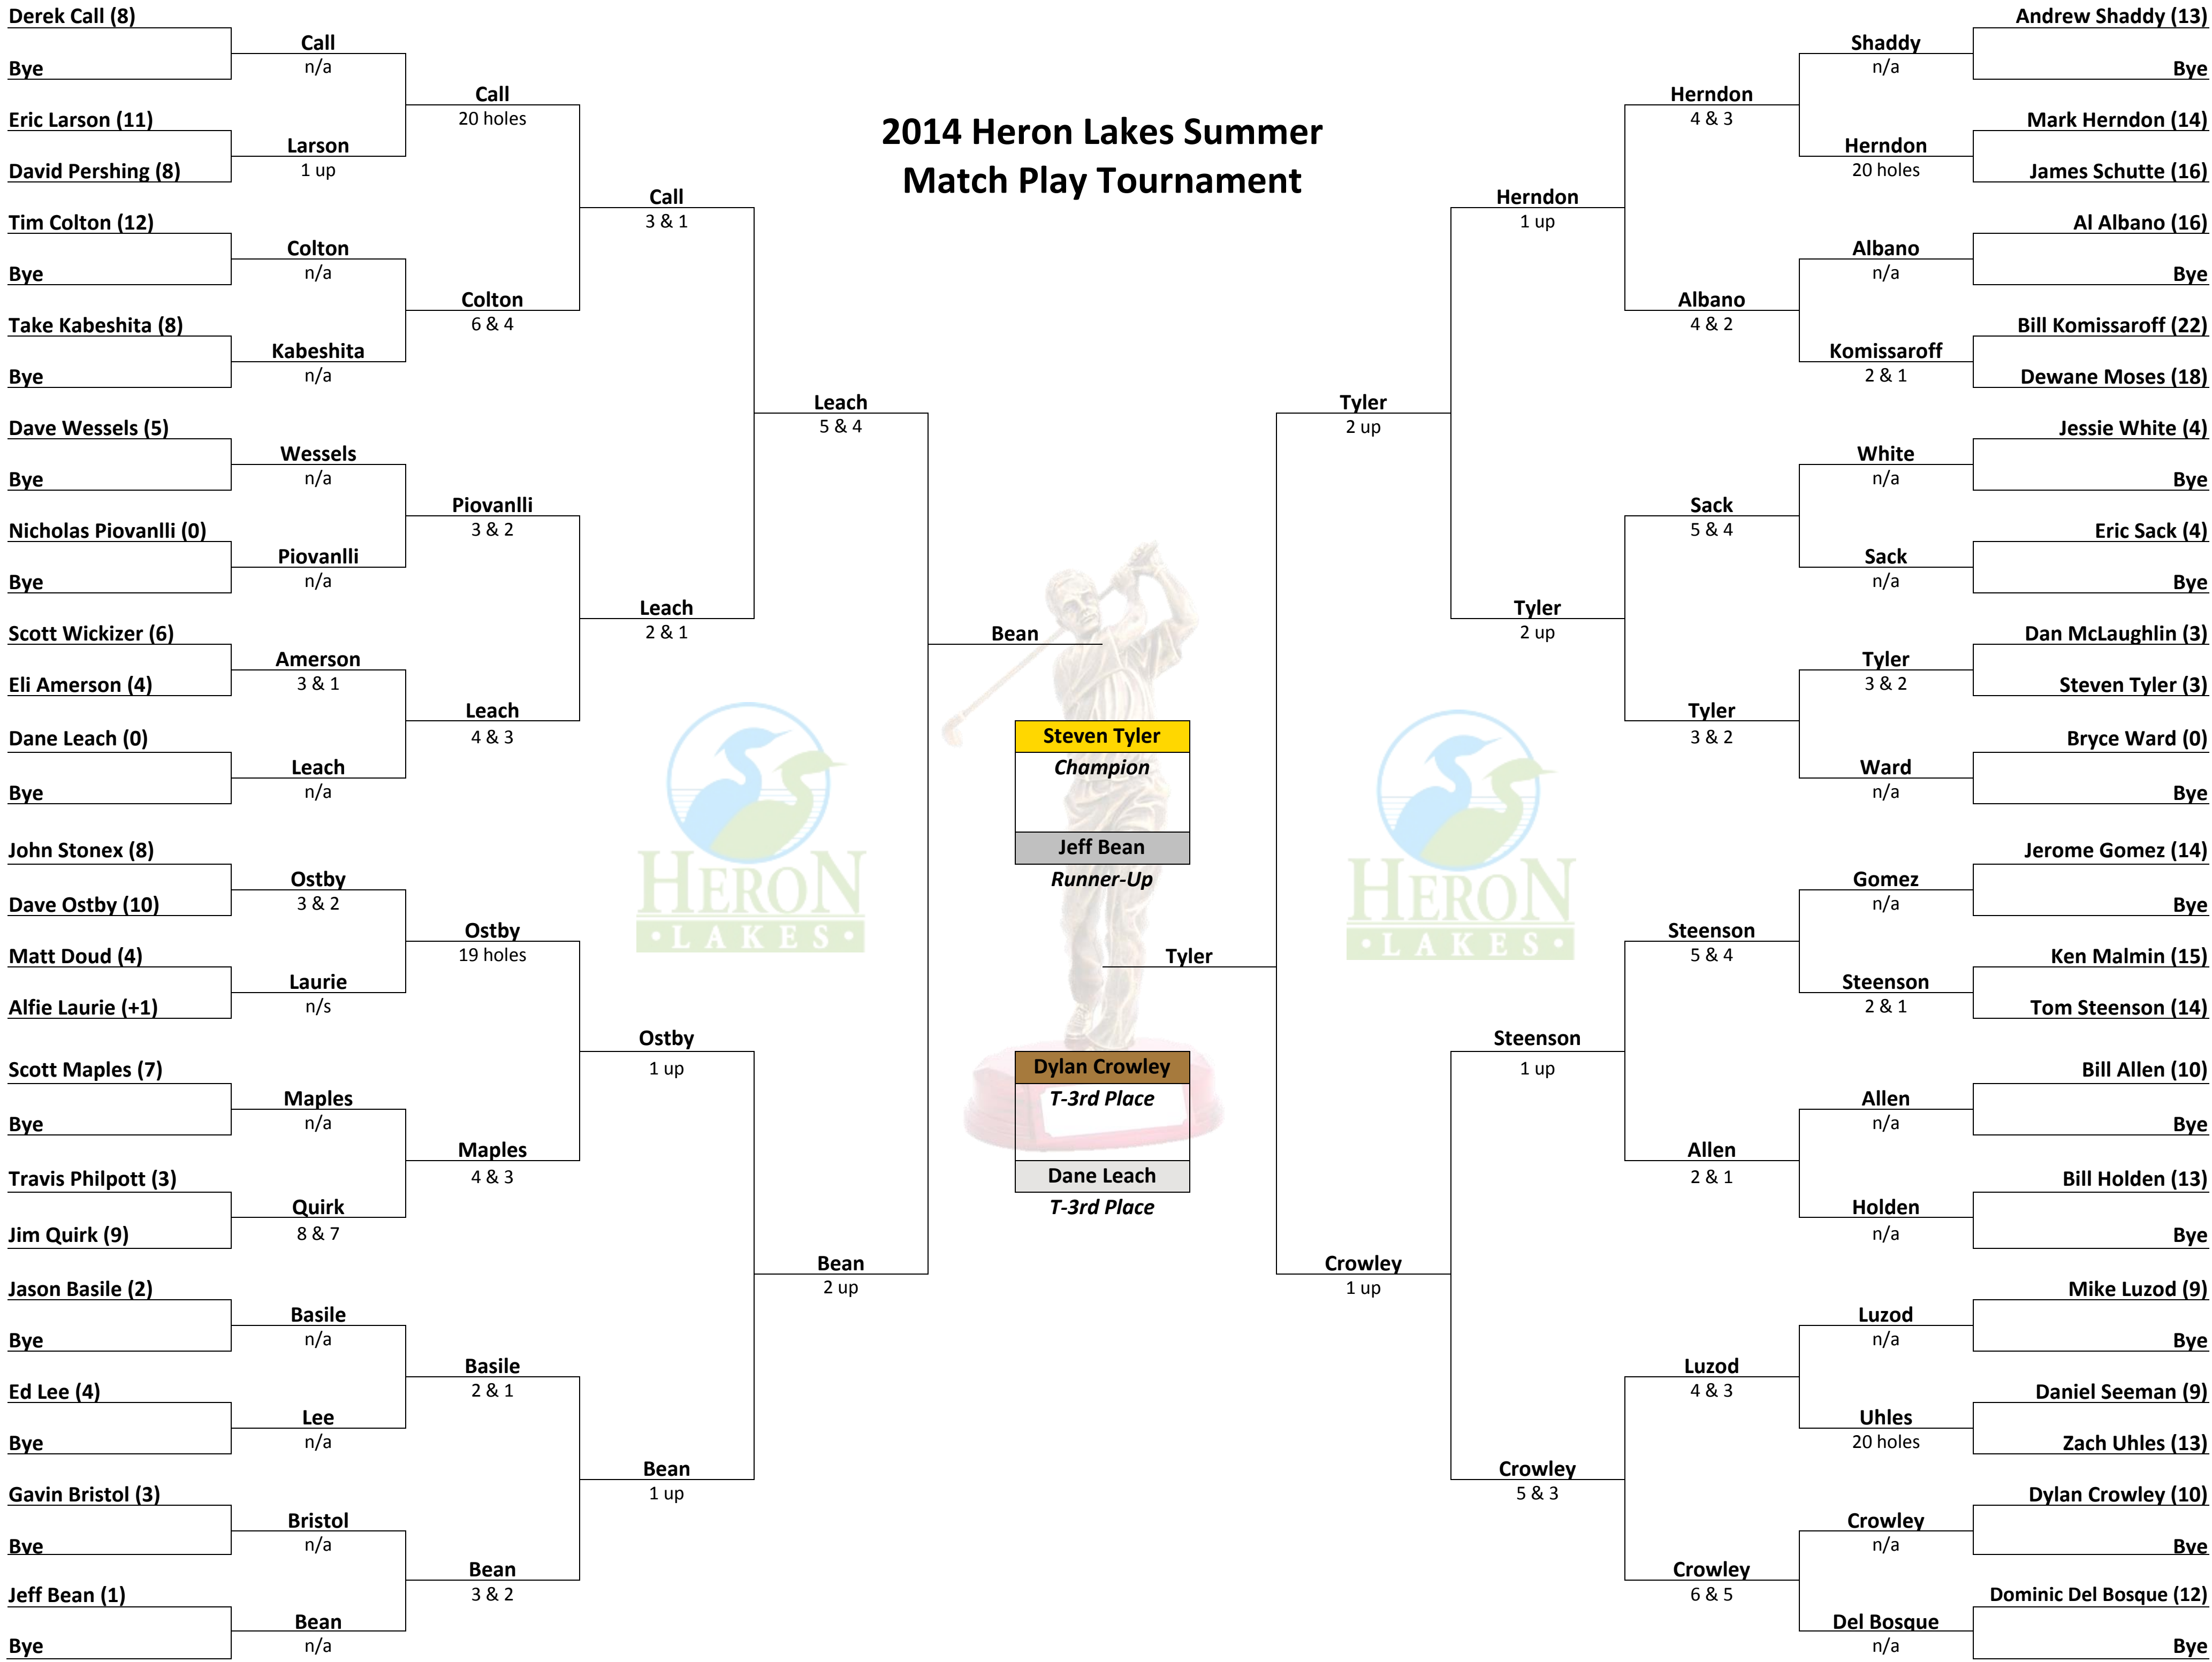 2014 Heron Lakes Summer
Match Play Tournament
Derek Call (8)
Bye
Eric Larson (11)
David Pershing (8)
Tim Colton (12)
Bye
Take Kabeshita (8)
Bye
Dave Wessels (5)
Bye
Nicholas Piovanlli (0)
Bye
Scott Wickizer (6)
Eli Amerson (4)
Dane Leach (0)
Bye
John Stonex (8)
Dave Ostby (10)
Matt Doud (4)
Alfie Laurie (+1)
Scott Maples (7)
Bye
Travis Philpott (3)
Jim Quirk (9)
Jason Basile (2)
Bye
Ed Lee (4)
Bye
Gavin Bristol (3)
Bye
Jeff Bean (1)
Bye
Call
n/a
Larson
1 up
Colton
n/a
Kabeshita
n/a
Wessels
n/a
Piovanlli
n/a
Amerson
3 & 1
Leach
n/a
Ostby
3 & 2
Laurie
n/s
Maples
n/a
Quirk
8 & 7
Basile
n/a
Lee
n/a
Bristol
n/a
Bean
n/a
Call
20 holes
Colton
6 & 4
Piovanlli
3 & 2
Leach
4 & 3
Ostby
19 holes
Maples
4 & 3
Basile
2 & 1
Bean
3 & 2
Call
3 & 1
Leach
2 & 1
Ostby
1 up
Bean
1 up
Leach
5 & 4
Bean
2 up
Bean
HERON
• LAKES •
Steven Tyler
Champion
Jeff Bean
Runner-Up
Dylan Crowley
T-3rd Place
Dane Leach
T-3rd Place
HERON
• LAKES •
Tyler
Tyler
2 up
Crowley
1 up
Herndon
1 up
Tyler
2 up
Steenson
1 up
Crowley
5 & 3
Herndon
4 & 3
Albano
4 & 2
Sack
5 & 4
Tyler
3 & 2
Steenson
5 & 4
Allen
2 & 1
Luzod
4 & 3
Crowley
6 & 5
Shaddy
n/a
Herndon
20 holes
Albano
n/a
Komissaroff
2 & 1
White
n/a
Sack
n/a
Tyler
3 & 2
Ward
n/a
Gomez
n/a
Steenson
2 & 1
Allen
n/a
Holden
n/a
Luzod
n/a
Uhles
20 holes
Crowley
n/a
Del Bosque
n/a
Andrew Shaddy (13)
Bye
Mark Herndon (14)
James Schutte (16)
Al Albano (16)
Bye
Bill Komissaroff (22)
Dewane Moses (18)
Jessie White (4)
Bye
Eric Sack (4)
Bye
Dan McLaughlin (3)
Steven Tyler (3)
Bryce Ward (0)
Bye
Jerome Gomez (14)
Bye
Ken Malmin (15)
Tom Steenson (14)
Bill Allen (10)
Bye
Bill Holden (13)
Bye
Mike Luzod (9)
Bye
Daniel Seeman (9)
Zach Uhles (13)
Dylan Crowley (10)
Bye
Dominic Del Bosque (12)
Bye